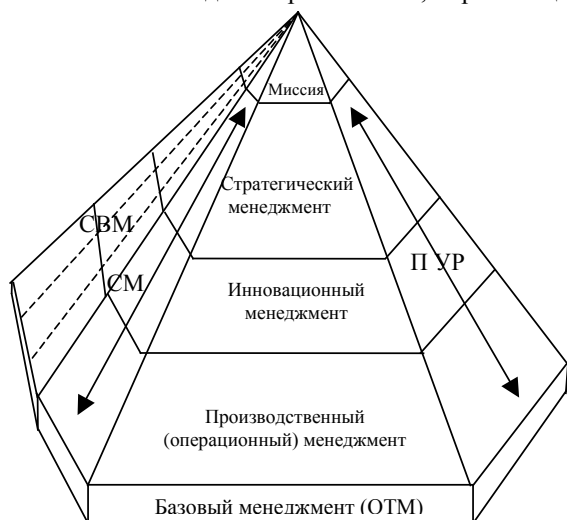 Миссия
Стратегический
менеджмент
СВМ
СМ
П УР
Инновационный
менеджмент
Производственный
(операционный) менеджмент
Базовый менеджмент (ОТМ)